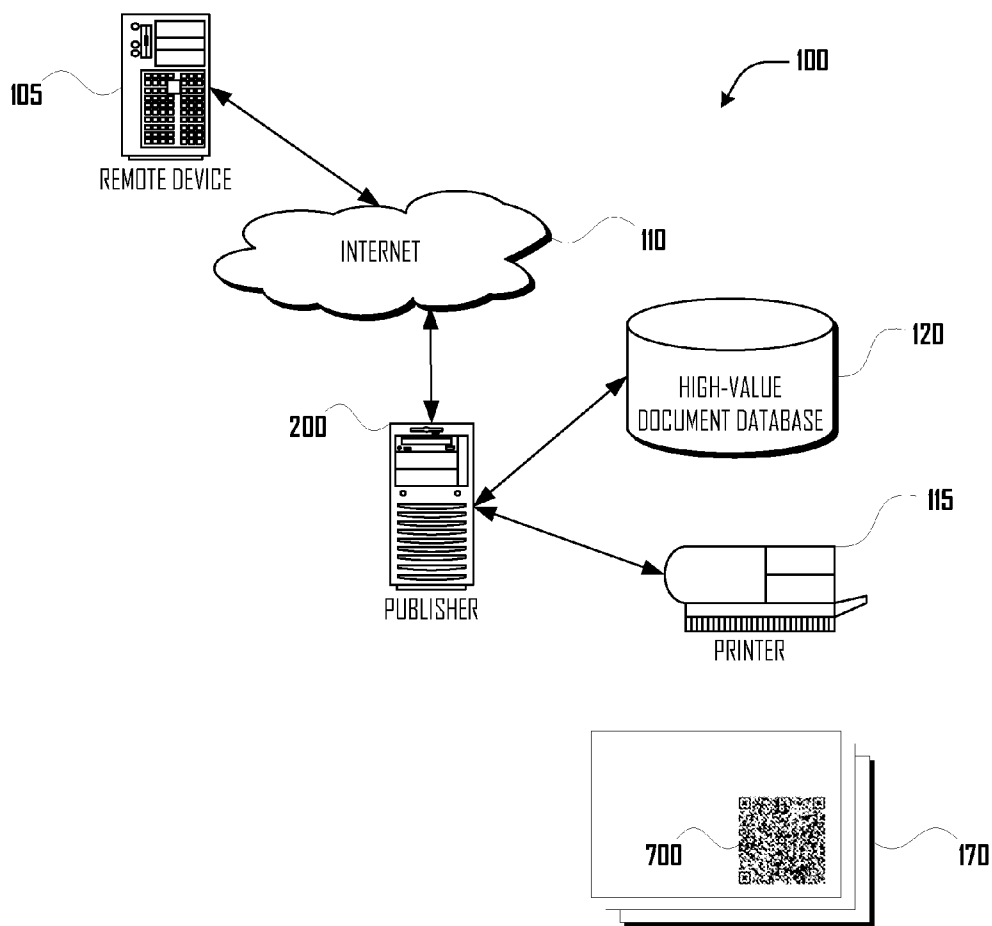 100
105
REMOTE DEVICE
INTERNET
110
120
HIGH-VALUE
DOCUMENT DATABASE
200
115
PUBLISHER
PRINTER
700
170